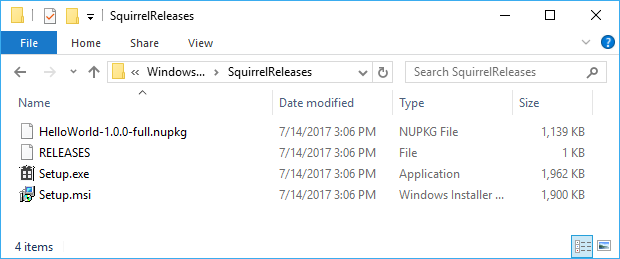 SquirrelReleases
File Home Share View
Windows... SquirrelReleases Search SquirrelReleases
Name Date modified Type Size
HelloWorld-1.0.0-full.nupkg 7/14/2017 3:06 PM NUPKG File 1,139 KB
RELEASES 7/14/2017 3:06 PM File 1 KB
Setup.exe 7/14/2017 3:06 PM Application 1,962 KB
Setup.msi 7/14/2017 3:06 PM Windows Installer ... 1,900 KB
4 items